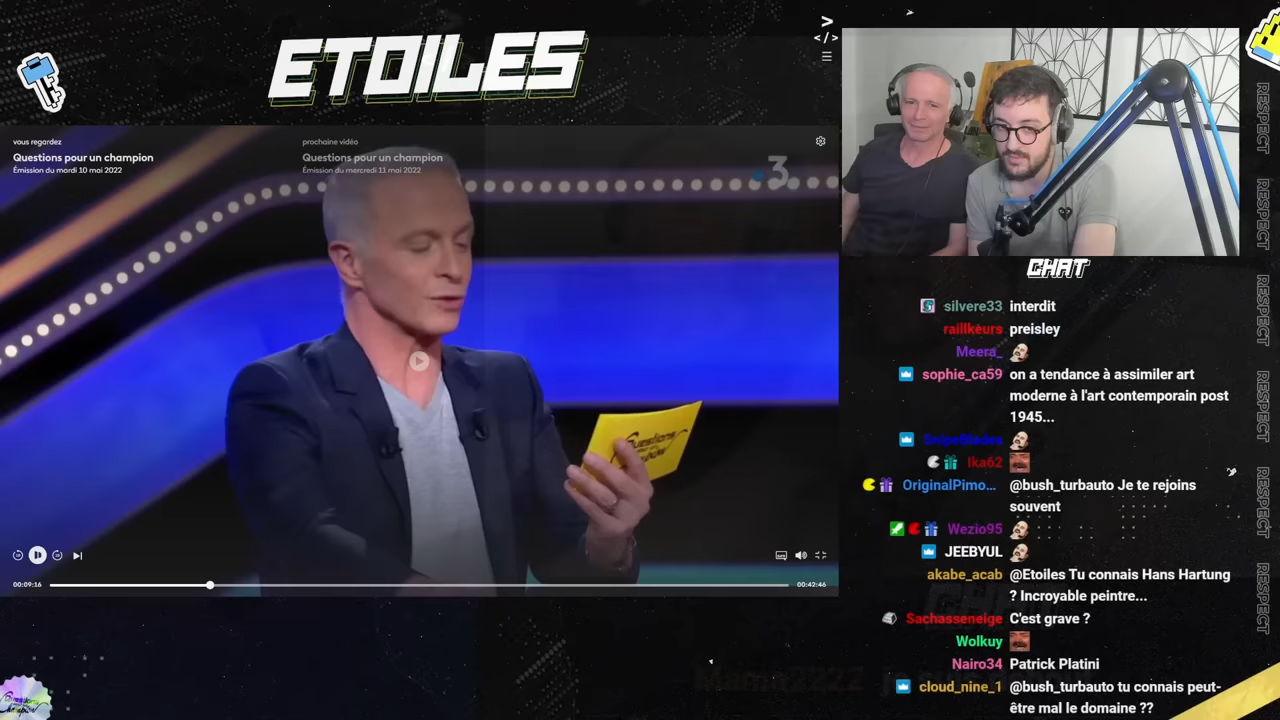 ETOILES
>
</>
vous regardez
Questions pour un champion
Émission du mardi 10 mai 2022
prochaine vidéo
Questions pour un champion
Émission du mercredi 11 mai 2022
3
Questions
00:09:16
00:42:46
CHAT
silvere33 interdit
raillkeurs preisley
Meera_
sophie_ca59 on a tendance à assimiler art
moderne à l'art contemporain post
1945...
SnipeBlades
Ika62
OriginalPimo... @bush_turbauto Je te rejoins
souvent
Wezio95
JEEBYUL
akabe_acab @Etoiles Tu connais Hans Hartung
? Incroyable peintre...
Sachasseneige C'est grave ?
Wolkuy
Nairo34 Patrick Platini
cloud_nine_1 @bush_turbauto tu connais peut-
être mal le domaine ??
RESPECT
RESPECT
RESPECT
RESPECT
RESPECT
RESPECT